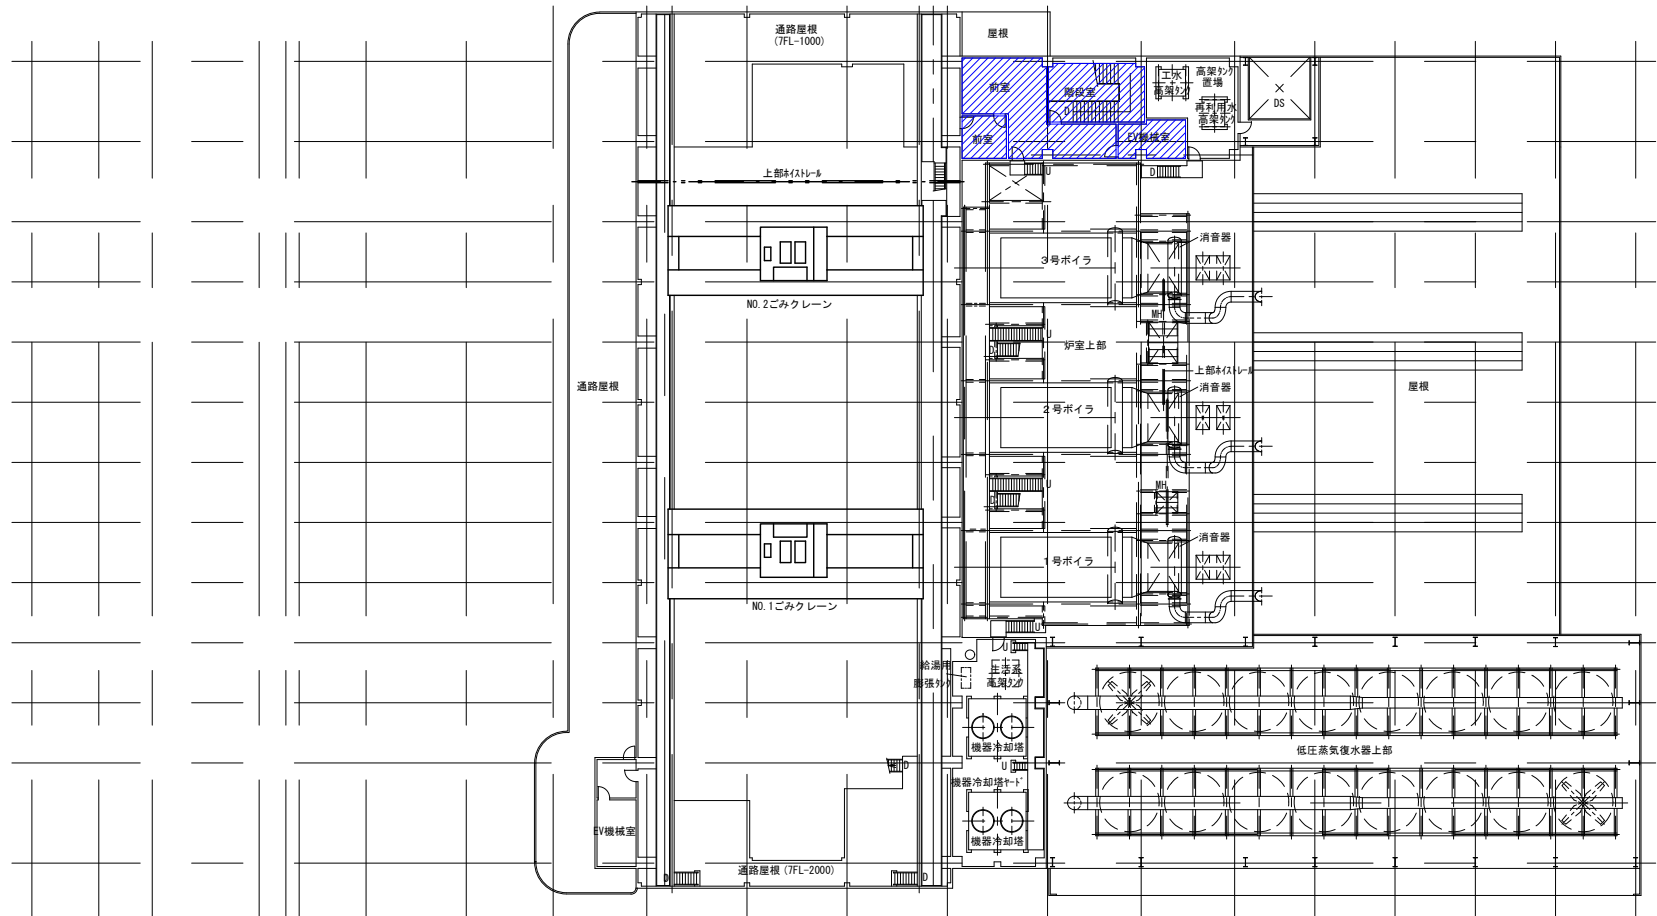 通路屋根
(7FL-1000)
屋根
前室
階段室
D
工水
高架タンク
高架タンク
置場
再利用水
高架タンク
DS
前室
EV機械室
上部ホイストレール
U
D
消音器
3号ボイラ
NO.2ごみクレーン
MH
U
炉室上部
D
上部ホイストレール
通路屋根
消音器
屋根
2号ボイラ
U
MH
D
消音器
1号ボイラ
NO.1ごみクレーン
U
U
給湯用
膨張タンク
生活系
高架タンク
機器冷却塔
低圧蒸気復水器上部
D
U
機器冷却塔ヤード
EV機械室
機器冷却塔
通路屋根 (7FL-2000)
D
D